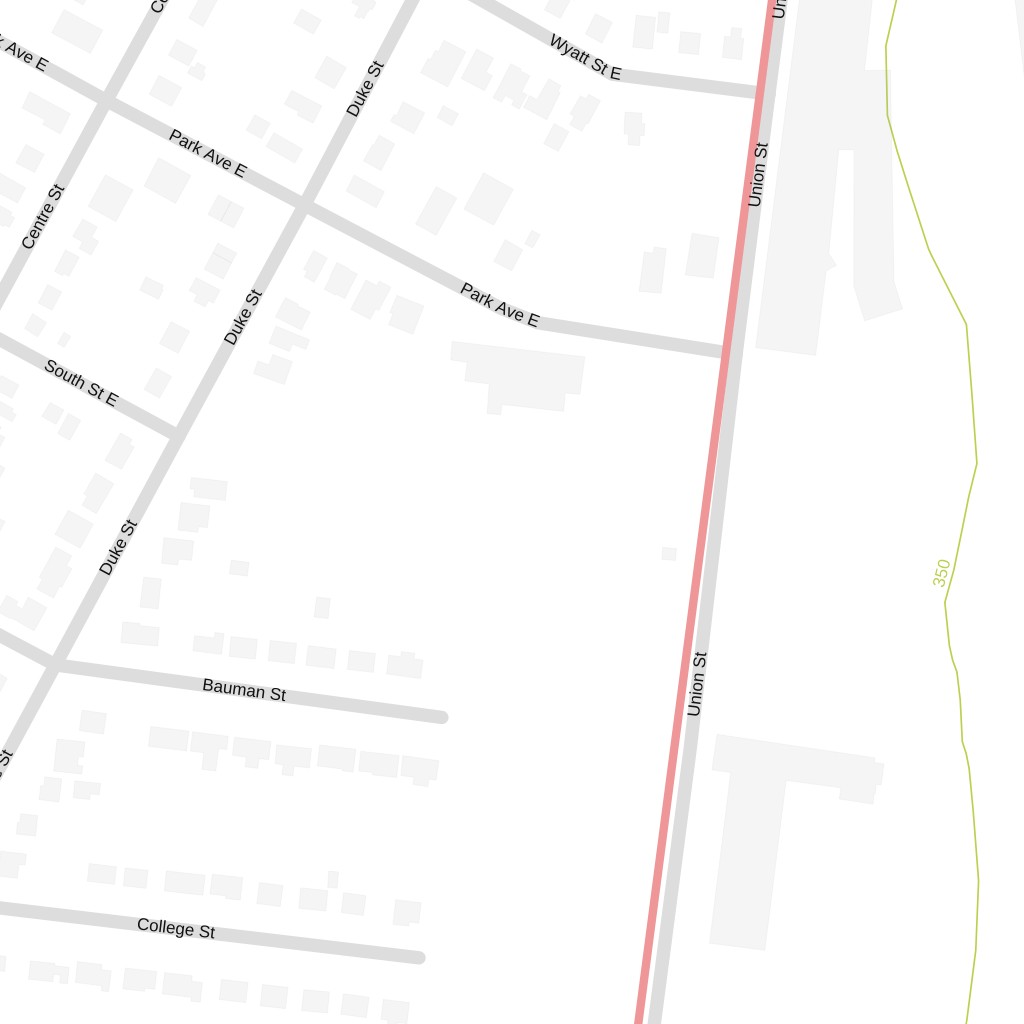 Wyatt St E
Ave E
Duke St
Park Ave E
Union St
Centre St
Park Ave E
Duke St
South St E
Duke St
350
Union St
Bauman St
St
College St